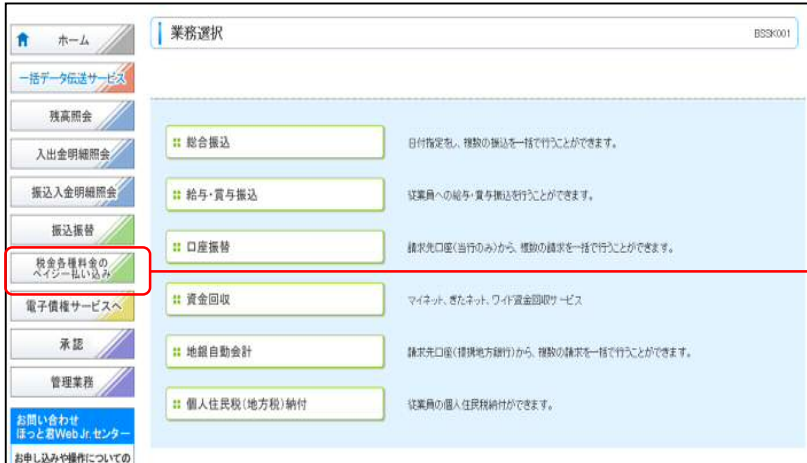 ホーム
一括データ伝送サービス
残高照会
入出金明細照会
振込入金明細照会
振込振替
税金各種料金の
ペイジー払い込み
電子債権サービスへ
承認
管理業務
お問い合わせ
ほっと君Web Jr.センター
お申し込みや操作についての
業務選択
BSSK001
総合振込
日付指定をし、複数の振込を一括で行うことができます。
給与・賞与振込
従業員への給与・賞与振込を行うことができます。
口座振替
請求先口座(当行のみ)から、複数の請求を一括で行うことができます。
資金回収
マイネット、きたネット、ワイド資金回収サービス
地銀自動会計
請求先口座(提携地方銀行)から、複数の請求を一括で行うことができます。
個人住民税(地方税)納付
従業員の個人住民税納付ができます。